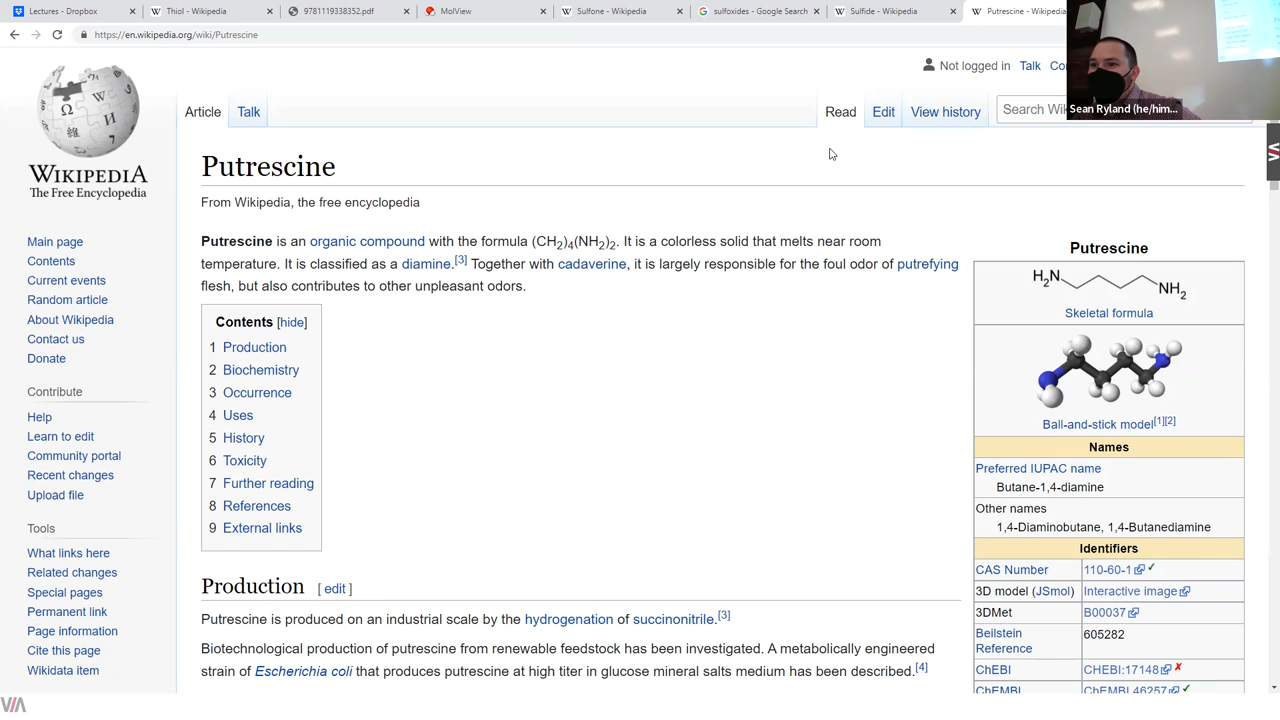 Lectures - Dropbox
Thiol - Wikipedia
9781119338352.pdf
MolView
Sulfone - Wikipedia
sulfoxides - Google Search
Sulfide - Wikipedia
Putrescine - Wikipedia
https://en.wikipedia.org/wiki/Putrescine
Sean Ryland (he/him...
Not logged in Talk Co
Article Talk Read Edit View history Search Wik
WIKIPEDIA
The Free Encyclopedia
Main page
Contents
Current events
Random article
About Wikipedia
Contact us
Donate
Contribute
Help
Learn to edit
Community portal
Recent changes
Upload file
Tools
What links here
Related changes
Special pages
Permanent link
Page information
Cite this page
Wikidata item
Putrescine
From Wikipedia, the free encyclopedia
Putrescine is an organic compound with the formula (CH2)4(NH2)2. It is a colorless solid that melts near room
temperature. It is classified as a diamine.[3] Together with cadaverine, it is largely responsible for the foul odor of putrefying
flesh, but also contributes to other unpleasant odors.
Contents [hide]
1 Production
2 Biochemistry
3 Occurrence
4 Uses
5 History
6 Toxicity
7 Further reading
8 References
9 External links
Production [ edit ]
Putrescine is produced on an industrial scale by the hydrogenation of succinonitrile.[3]
Biotechnological production of putrescine from renewable feedstock has been investigated. A metabolically engineered
strain of Escherichia coli that produces putrescine at high titer in glucose mineral salts medium has been described.[4]
Putrescine
H2N
NH2
Skeletal formula
Ball-and-stick model[1][2]
Names
Preferred IUPAC name
Butane-1,4-diamine
Other names
1,4-Diaminobutane, 1,4-Butanediamine
Identifiers
CAS Number 110-60-1 ✓
3D model (JSmol) Interactive image
3DMet B00037
Beilstein Reference 605282
ChEBI CHEBI:17148 ✗
ChEMBL ChEMBL46257 ✓
VIA